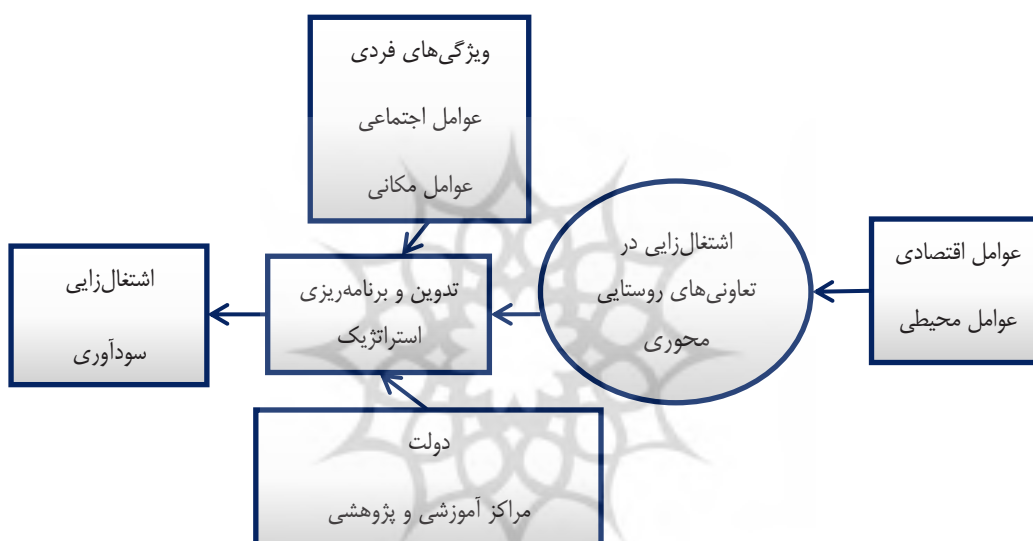 ویژگی‌های فردی
عوامل اجتماعی
عوامل مکانی
عوامل اقتصادی
عوامل محیطی
اشتغال‌زایی در
تعاونی‌های روستایی
محوری
تدوین و برنامه‌ریزی
استراتژیک
اشتغال‌زایی
سودآوری
دولت
مراکز آموزشی و پژوهشی